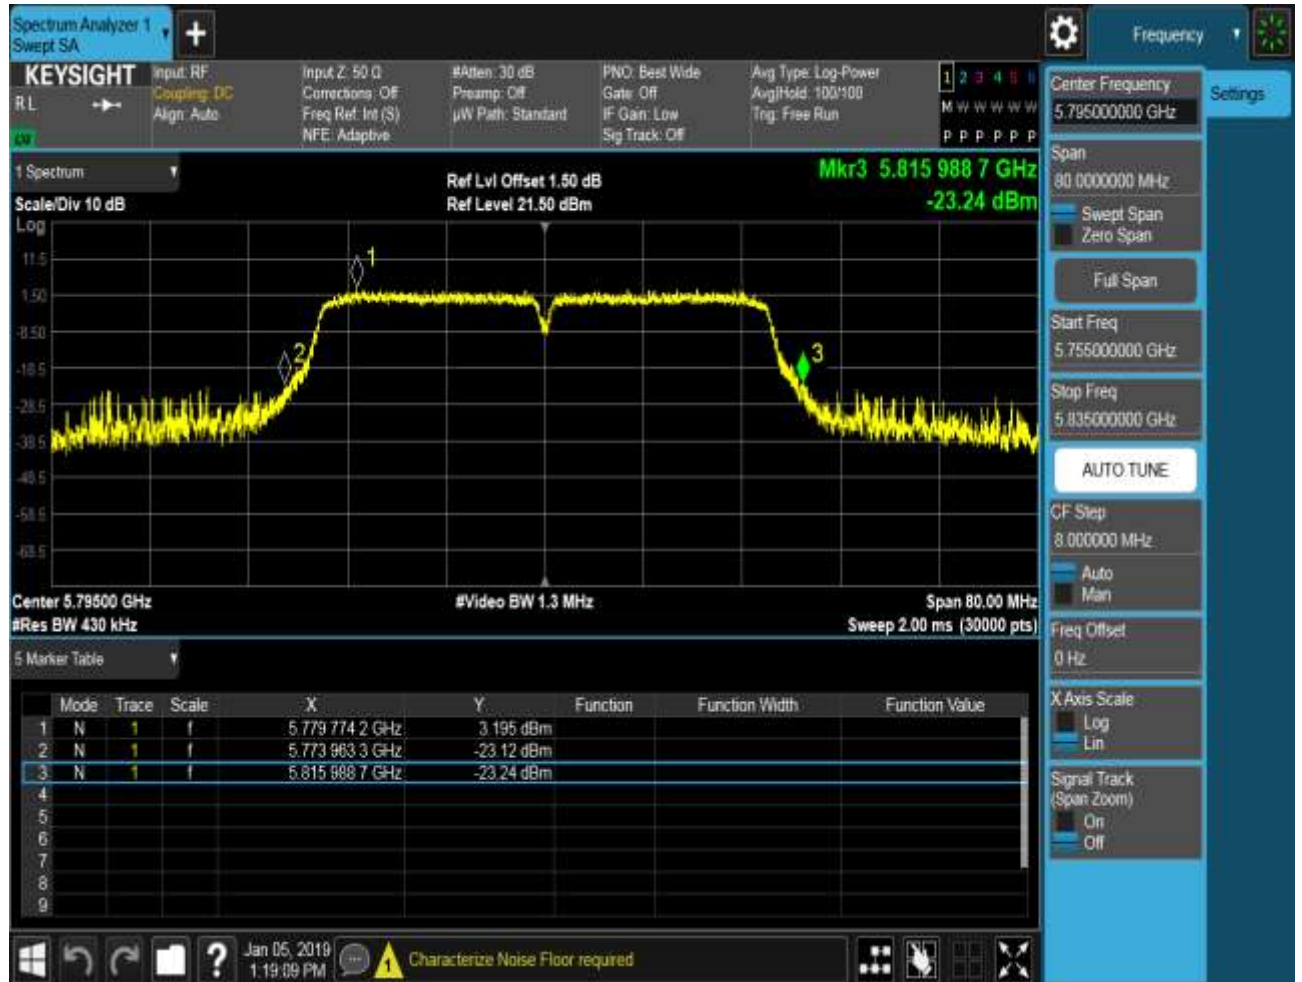 Spectrum Analyzer 1
Swept SA
Frequency
KEYSIGHT
RL
Input: RF
Coupling: DC
Align: Auto
Input Z: 50 Ω
Corrections: Off
Freq Ref: Int (S)
NFE: Adaptive
#Atten: 30 dB
Preamp: Off
µW Path: Standard
PNO: Best Wide
Gate: Off
IF Gain: Low
Sig Track: Off
Avg Type: Log-Power
Avg|Hold: 100/100
Trig: Free Run
1 2 3 4 5 6
M W W W W W
P P P P P P
1 Spectrum
Scale/Div 10 dB
Log
Ref Lvl Offset 1.50 dB
Ref Level 21.50 dBm
Mkr3 5.815 988 7 GHz
-23.24 dBm
11.5
1.50
-8.50
-18.5
-28.5
-38.5
-48.5
-58.5
-68.5
1
2
3
Center 5.79500 GHz
#Video BW 1.3 MHz
Span 80.00 MHz
#Res BW 430 kHz
Sweep 2.00 ms (30000 pts)
5 Marker Table
Mode Trace Scale X Y Function Function Width Function Value
1 N 1 f 5.779 774 2 GHz 3.195 dBm
2 N 1 f 5.773 963 3 GHz -23.12 dBm
3 N 1 f 5.815 988 7 GHz -23.24 dBm
4
5
6
7
8
9
Jan 05, 2019
1:19:09 PM
Characterize Noise Floor required
Settings
Center Frequency
5.795000000 GHz
Span
80.0000000 MHz
Swept Span
Zero Span
Full Span
Start Freq
5.755000000 GHz
Stop Freq
5.835000000 GHz
AUTO TUNE
CF Step
8.000000 MHz
Auto
Man
Freq Offset
0 Hz
X Axis Scale
Log
Lin
Signal Track
(Span Zoom)
On
Off